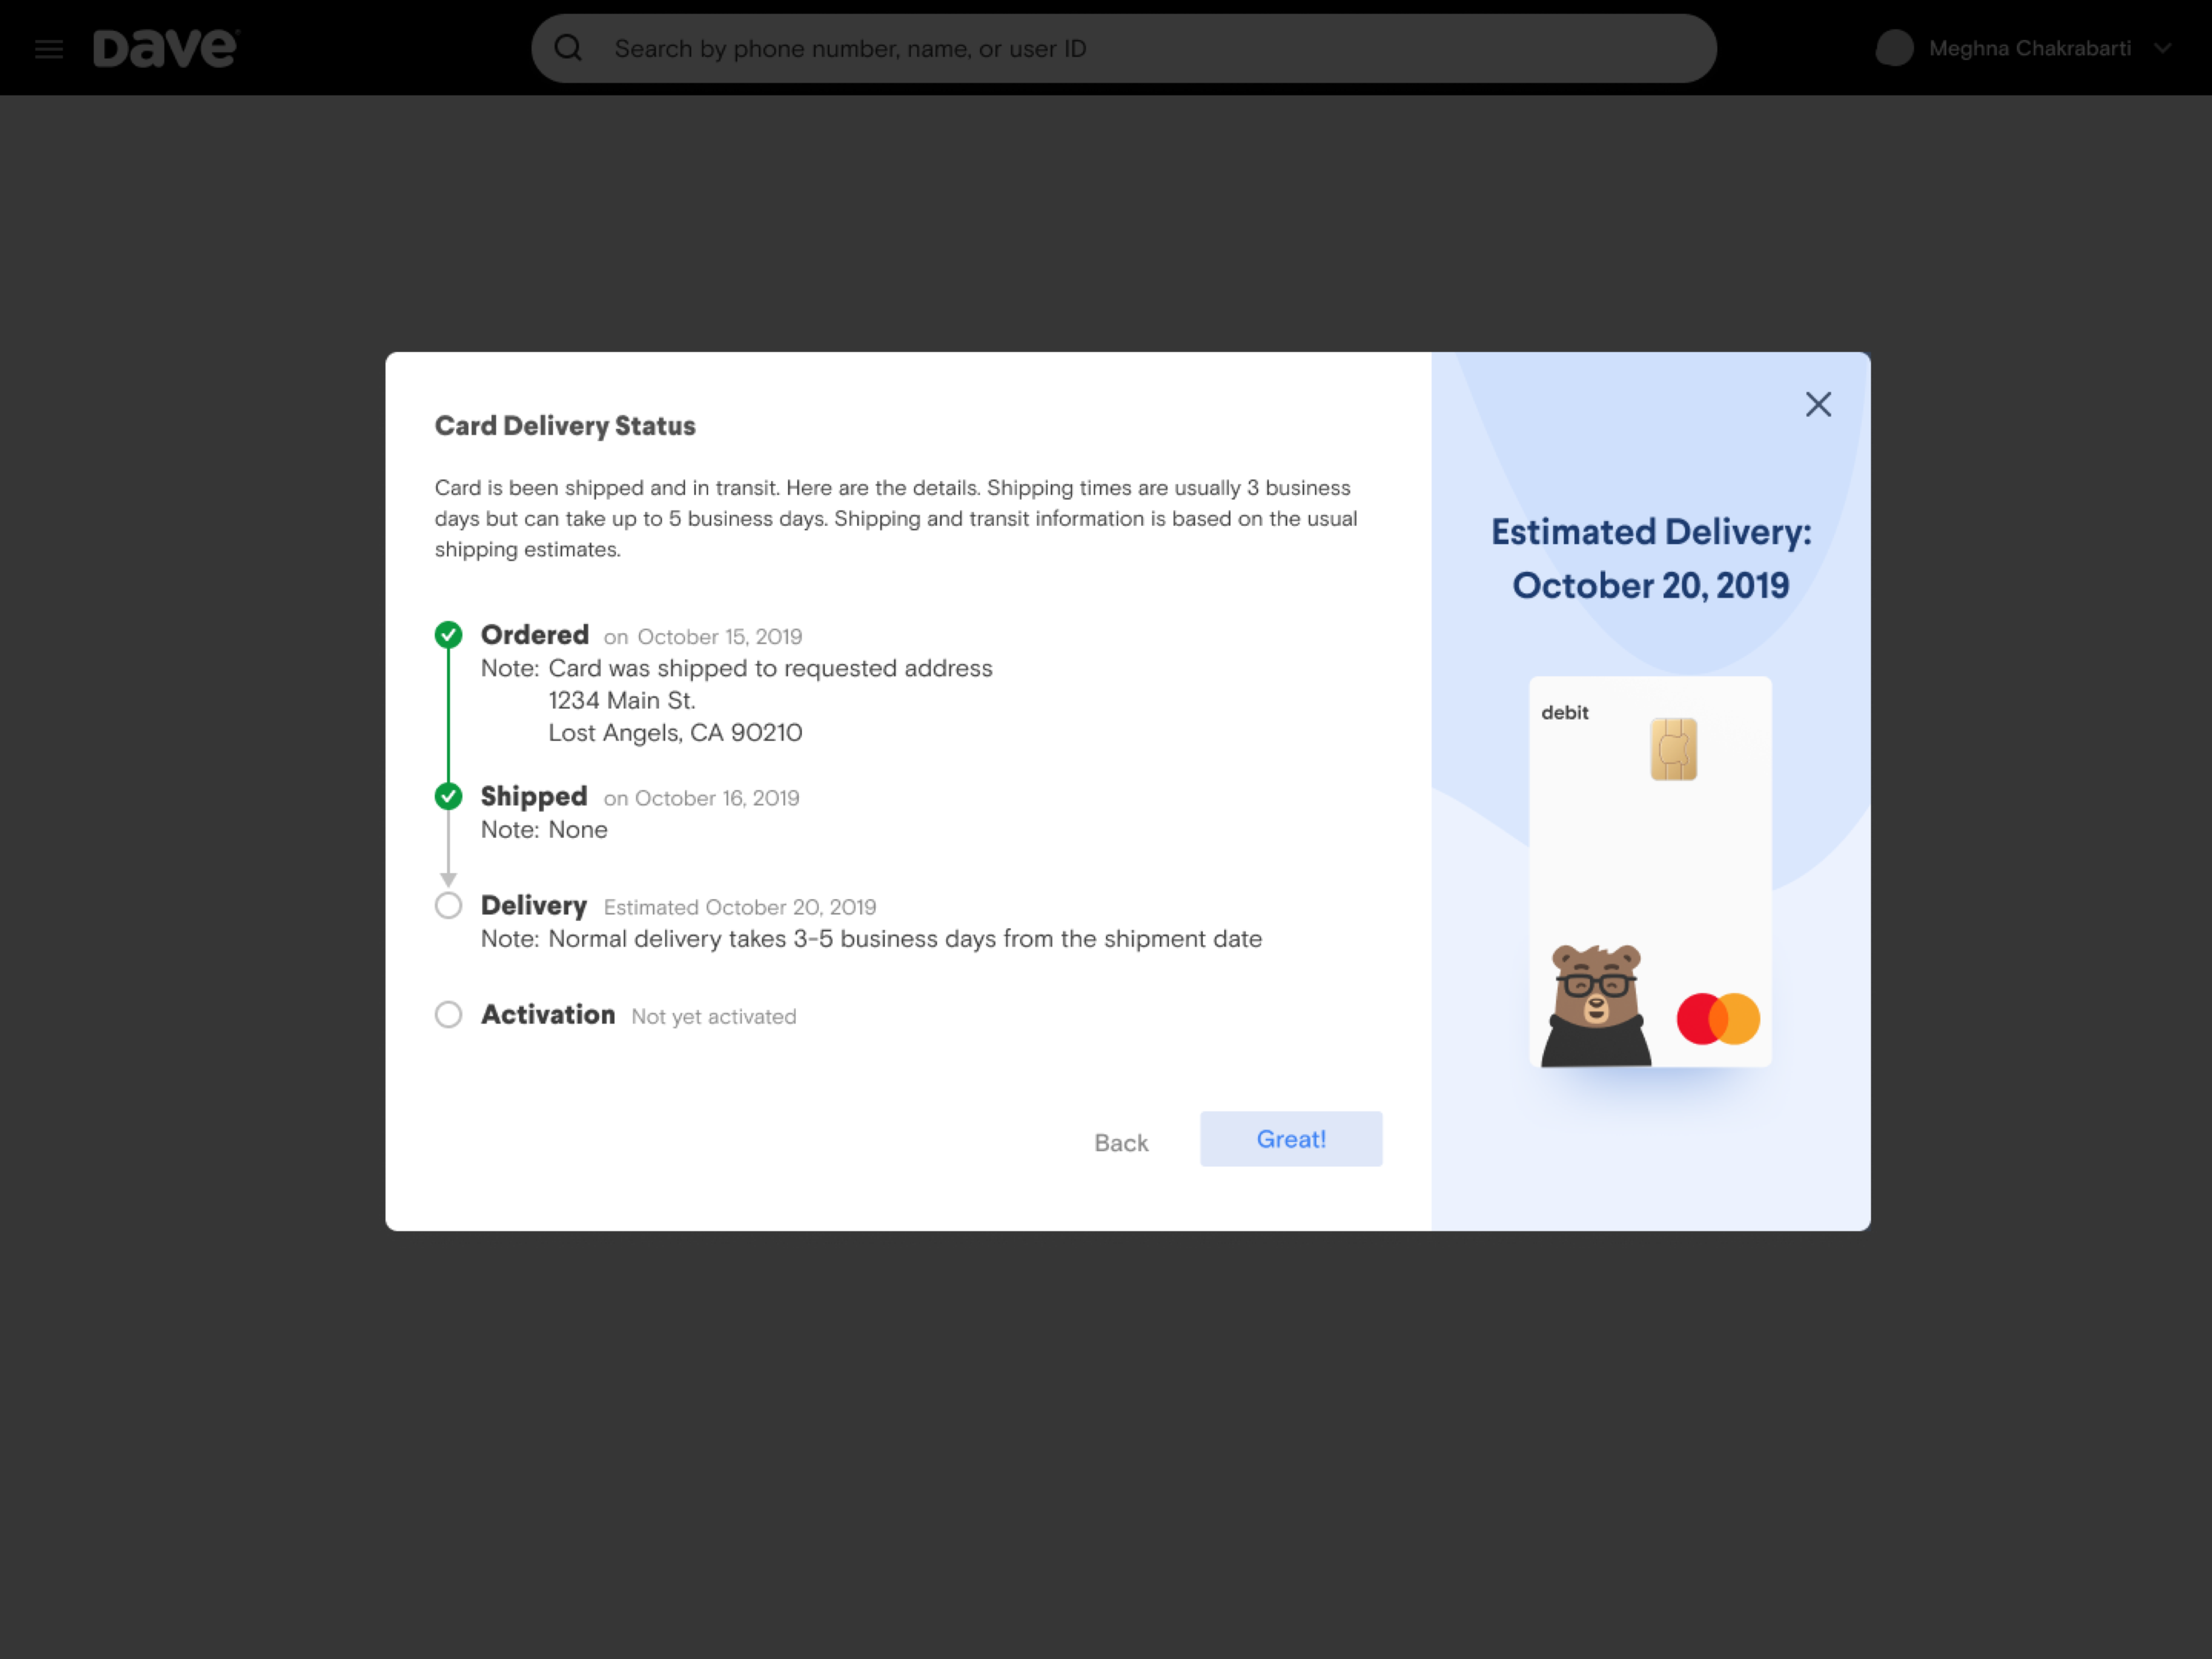 Dave
Search by phone number, name, or user ID
Meghna Chakrabarti
Card Delivery Status
Card is been shipped and in transit. Here are the details. Shipping times are usually 3 business
days but can take up to 5 business days. Shipping and transit information is based on the usual
shipping estimates.
Ordered on October 15, 2019
Note: Card was shipped to requested address
1234 Main St.
Lost Angels, CA 90210
Shipped on October 16, 2019
Note: None
Delivery Estimated October 20, 2019
Note: Normal delivery takes 3-5 business days from the shipment date
Activation Not yet activated
Back
Great!
Estimated Delivery:
October 20, 2019
debit